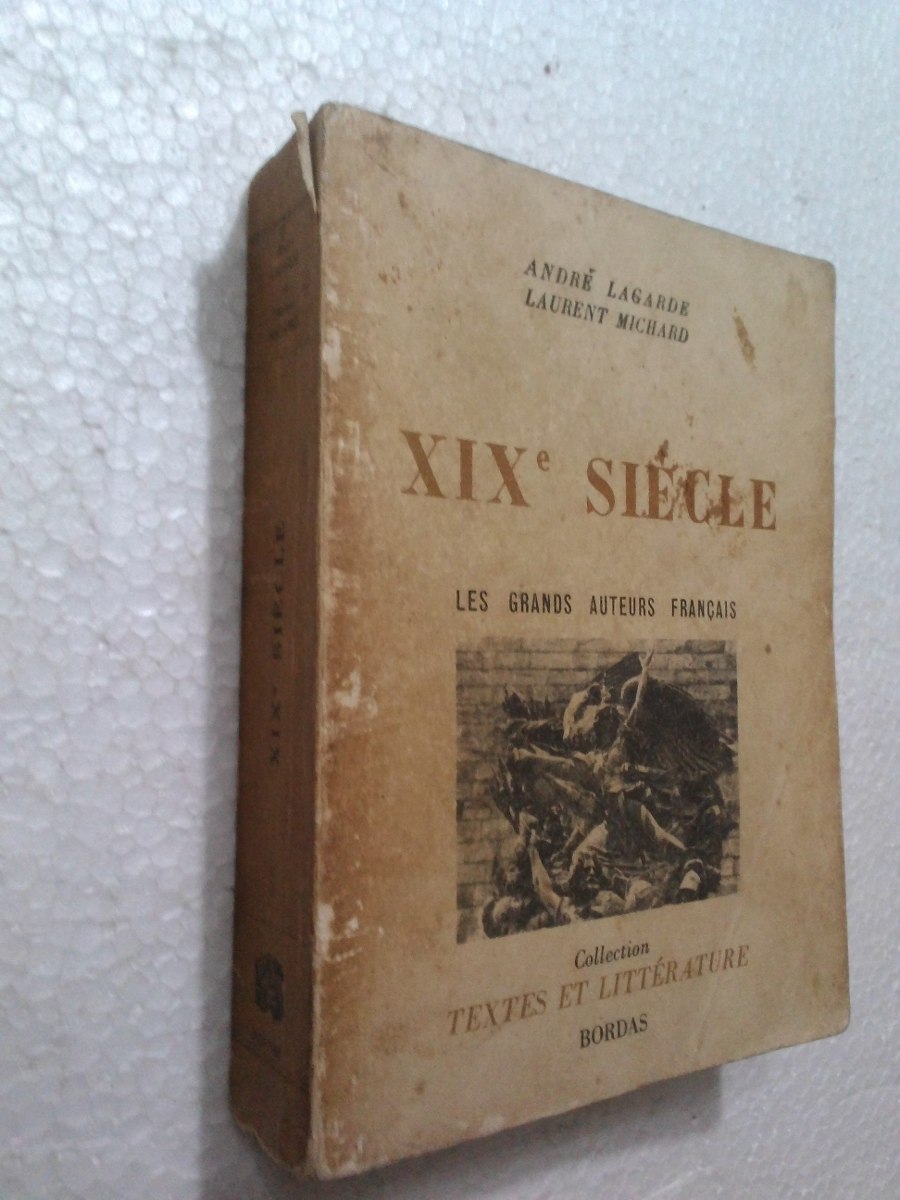 ANDRÉ LAGARDE
LAURENT MICHARD
XIXe SIÈCLE
LES GRANDS AUTEURS FRANÇAIS
Collection
TEXTES ET LITTÉRATURE
BORDAS
XIXe SIÈCLE